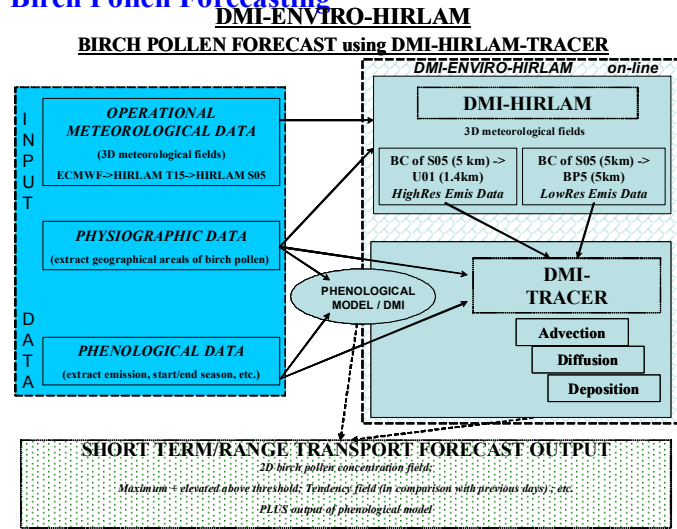 Birch Pollen Forecasting
DMI-ENVIRO-HIRLAM
BIRCH POLLEN FORECAST using DMI-HIRLAM-TRACER
INPUT
DATA
OPERATIONAL
METEOROLOGICAL DATA
(3D meteorological fields)
ECMWF->HIRLAM T15->HIRLAM S05
PHYSIOGRAPHIC DATA
(extract geographical areals of birch pollen)
PHENOLOGICAL DATA
(extract emission, start/end season, etc.)
PHENOLOGICAL
MODEL / DMI
DMI-ENVIRO-HIRLAM on-line
DMI-HIRLAM
3D meteorological fields
BC of S05 (5 km) ->
U01 (1.4km)
HighRes Emis Data
BC of S05 (5km) ->
BP5 (5km)
LowRes Emis Data
DMI-
TRACER
Advection
Diffusion
Deposition
SHORT TERM/RANGE TRANSPORT FORECAST OUTPUT
2D birch pollen concentration field;
Maximum + elevated above threshold; Tendency field (in comparison with previous days) ; etc.
PLUS output of phenological model